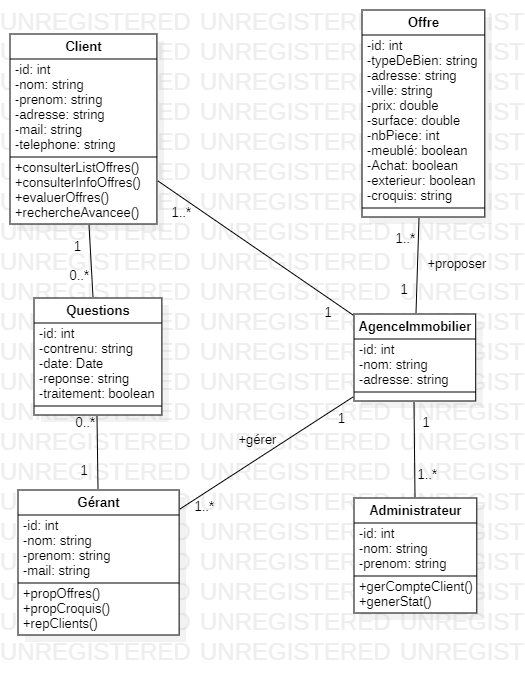 Client
-id: int
-nom: string
-prenom: string
-adresse: string
-mail: string
-telephone: string
+consulterListOffres()
+consulterInfoOffres()
+evaluerOffres()
+rechercheAvancee()
Offre
-id: int
-typeDeBien: string
-adresse: string
-ville: string
-prix: double
-surface: double
-nbPiece: int
-meublé: boolean
-Achat: boolean
-exterieur: boolean
-croquis: string
1..*
1
1
0..*
1..*
+proposer
1
Questions
-id: int
-contrenu: string
-date: Date
-reponse: string
-traitement: boolean
AgenceImmobilier
-id: int
-nom: string
-adresse: string
0..*
1
1
+gérer
1..*
1
1..*
Gérant
-id: int
-nom: string
-prenom: string
-mail: string
+propOffres()
+propCroquis()
+repClients()
Administrateur
-id: int
-nom: string
-prenom: string
+gerCompteClient()
+generStat()
UNREGISTERED